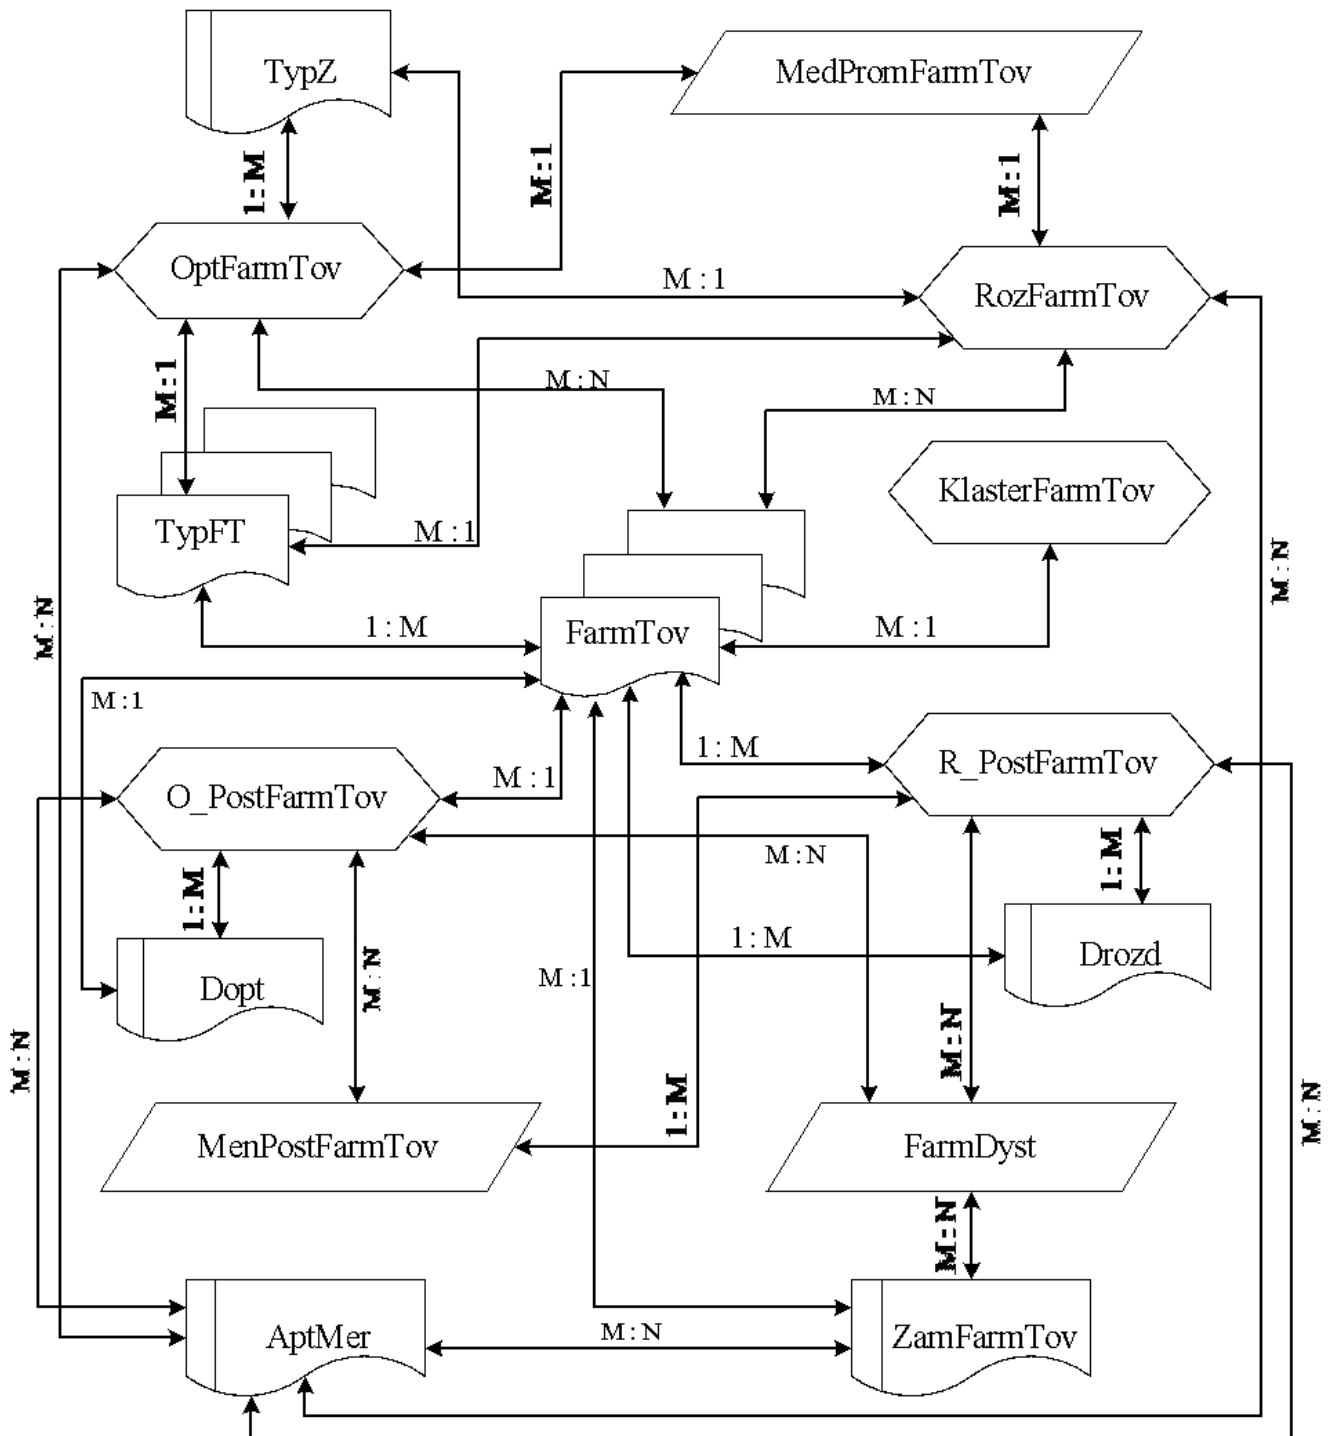 TypZ
MedPromFarmTov
1:M
M:1
M:1
OptFarmTov
M : 1
RozFarmTov
M:1
M : N
M : N
KlasterFarmTov
TypFT
M : 1
M:N
M:N
1 : M
FarmTov
M : 1
M : 1
1 : M
R_PostFarmTov
O_PostFarmTov
M : 1
M : N
1:M
1:M
1 : M
Drozd
Dopt
M:N
M : 1
M:N
M:N
1:M
M:N
MenPostFarmTov
FarmDyst
M:N
AptMer
M : N
ZamFarmTov